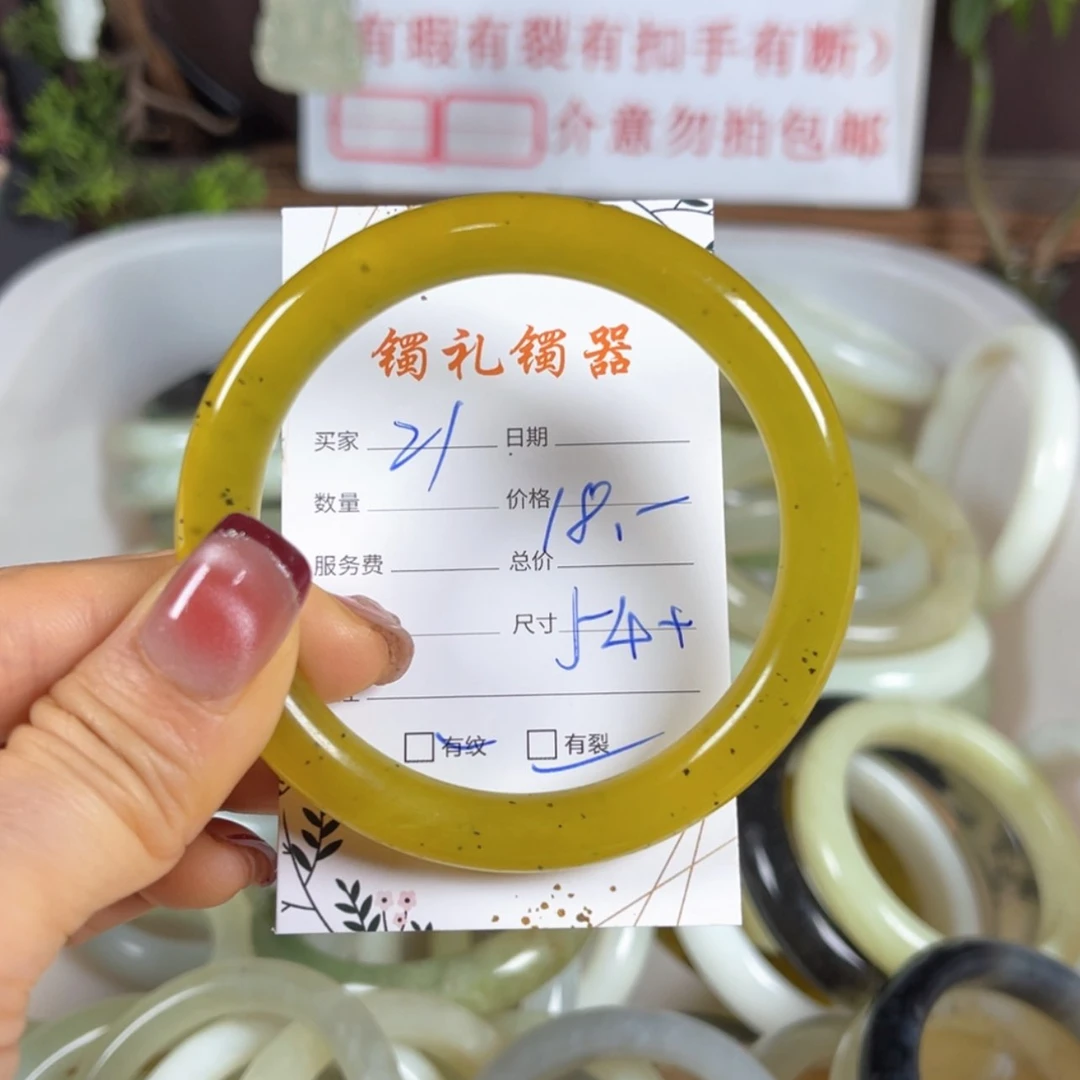 有瑕有裂有扣手有断）
介意勿拍包邮
镯礼镯器
买家 21 日期
数量 价格 18.-
服务费 总价
尺寸 54+
有纹 有裂